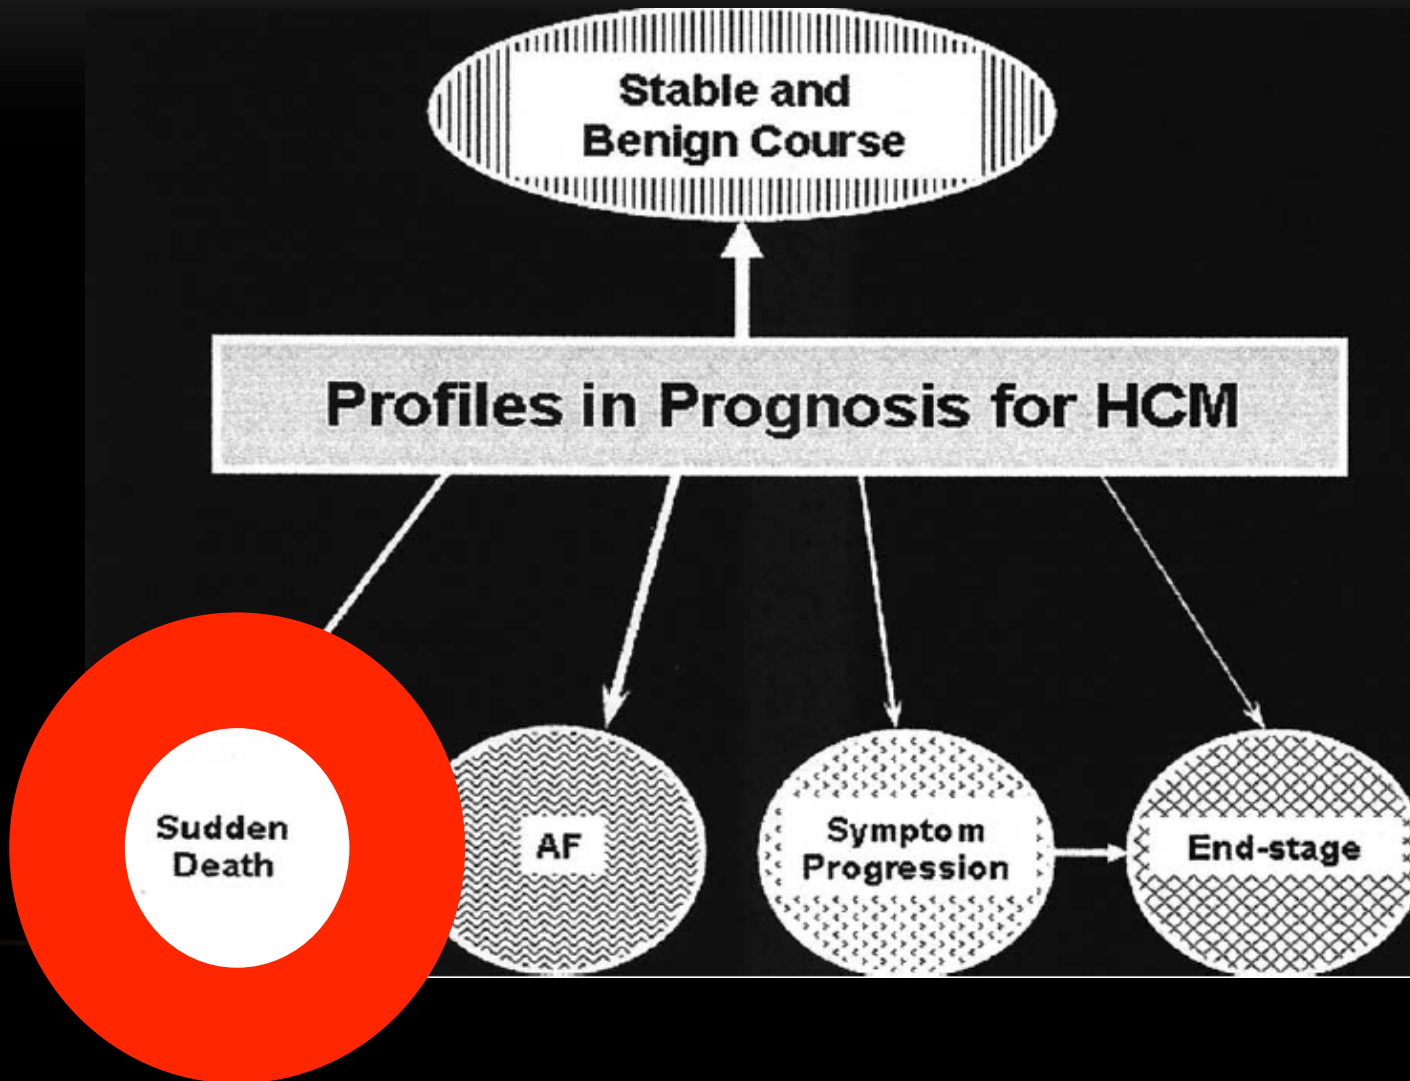 Stable and
Benign Course
Profiles in Prognosis for HCM
Sudden
Death
AF
Symptom
Progression
End-stage